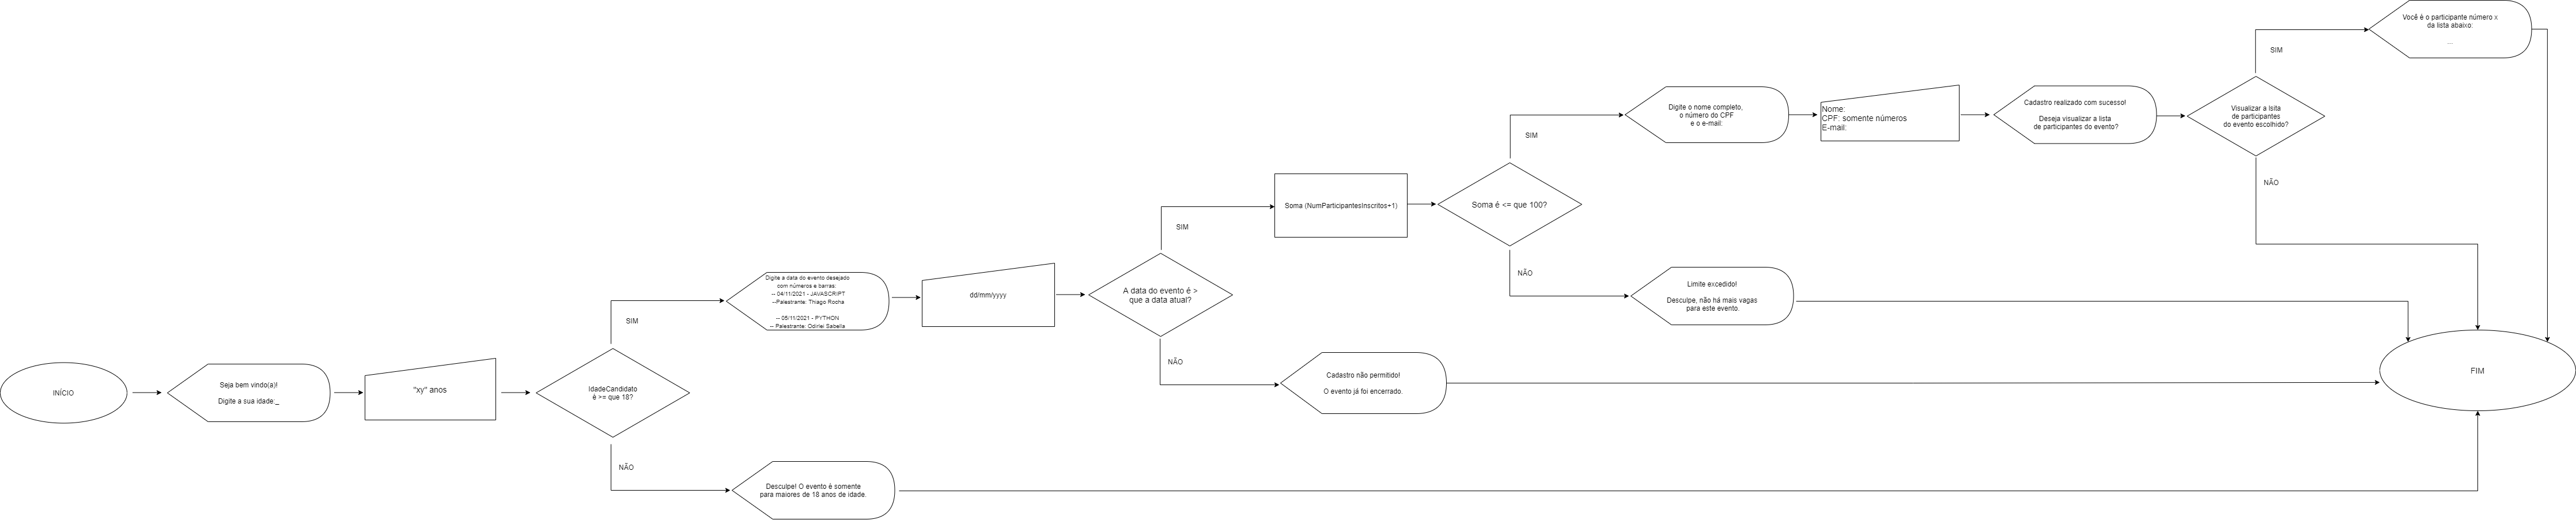 INÍCIO
Seja bem vindo(a)!
Digite a sua idade:_
"xy" anos
IdadeCandidato
é >= que 18?
SIM
NÃO
Digite a data do evento desejado
com números e barras:
-- 04/11/2021 - JAVASCRIPT
--Palestrante: Thiago Rocha
-- 05/11/2021 - PYTHON
-- Palestrante: Odirlei Sabella
Desculpe! O evento é somente
para maiores de 18 anos de idade.
dd/mm/yyyy
A data do evento é >
que a data atual?
SIM
NÃO
Soma (NumParticipantesInscritos+1)
Cadastro não permitido!
O evento já foi encerrado.
Soma é <= que 100?
SIM
NÃO
Digite o nome completo,
o número do CPF
e o e-mail:
Limite excedido!
Desculpe, não há mais vagas
para este evento.
Nome:
CPF: somente números
E-mail:
Cadastro realizado com sucesso!
Deseja visualizar a lista
de participantes do evento?
Visualizar a lsita
de participantes
do evento escolhido?
SIM
NÃO
Você é o participante número x
da lista abaixo:
...
FIM